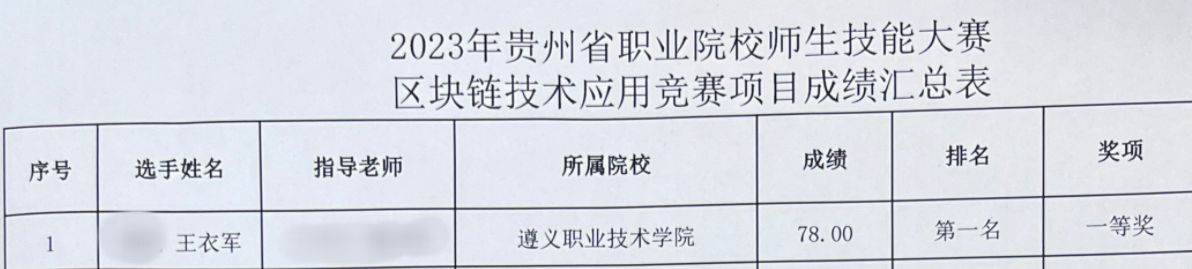 2023年贵州省职业院校师生技能大赛
区块链技术应用竞赛项目成绩汇总表
序号 选手姓名 指导老师 所属院校 成绩 排名 奖项
1 王衣军 遵义职业技术学院 78.00 第一名 一等奖